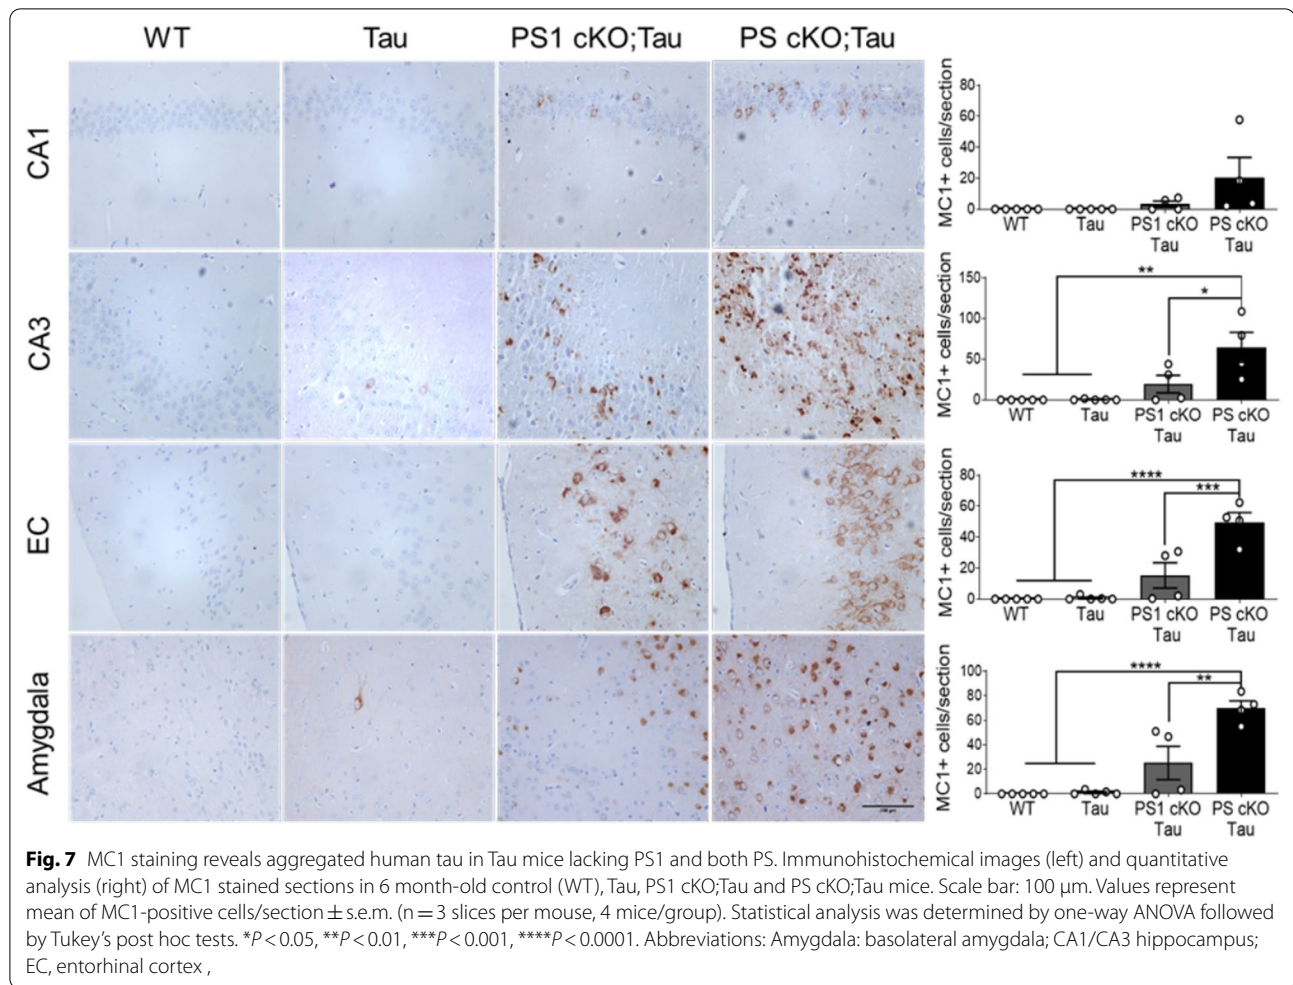 WT Tau PS1 cKO;Tau PS cKO;Tau
CA1
MC1+ cells/section
80
60
40
20
0
WT Tau PS1 cKO PS cKO
Tau Tau
CA3
MC1+ cells/section
150
100
50
0
**
*
WT Tau PS1 cKO PS cKO
Tau Tau
EC
MC1+ cells/section
80
60
40
20
0
****
***
WT Tau PS1 cKO PS cKO
Tau Tau
Amygdala
MC1+ cells/section
100
80
60
40
20
0
****
**
WT Tau PS1 cKO PS cKO
Tau Tau
Fig. 7 MC1 staining reveals aggregated human tau in Tau mice lacking PS1 and both PS. Immunohistochemical images (left) and quantitative
analysis (right) of MC1 stained sections in 6 month-old control (WT), Tau, PS1 cKO;Tau and PS cKO;Tau mice. Scale bar: 100 µm. Values represent
mean of MC1-positive cells/section ± s.e.m. (n = 3 slices per mouse, 4 mice/group). Statistical analysis was determined by one-way ANOVA followed
by Tukey's post hoc tests. *P < 0.05, **P < 0.01, ***P < 0.001, ****P < 0.0001. Abbreviations: Amygdala: basolateral amygdala; CA1/CA3 hippocampus;
EC, entorhinal cortex ,